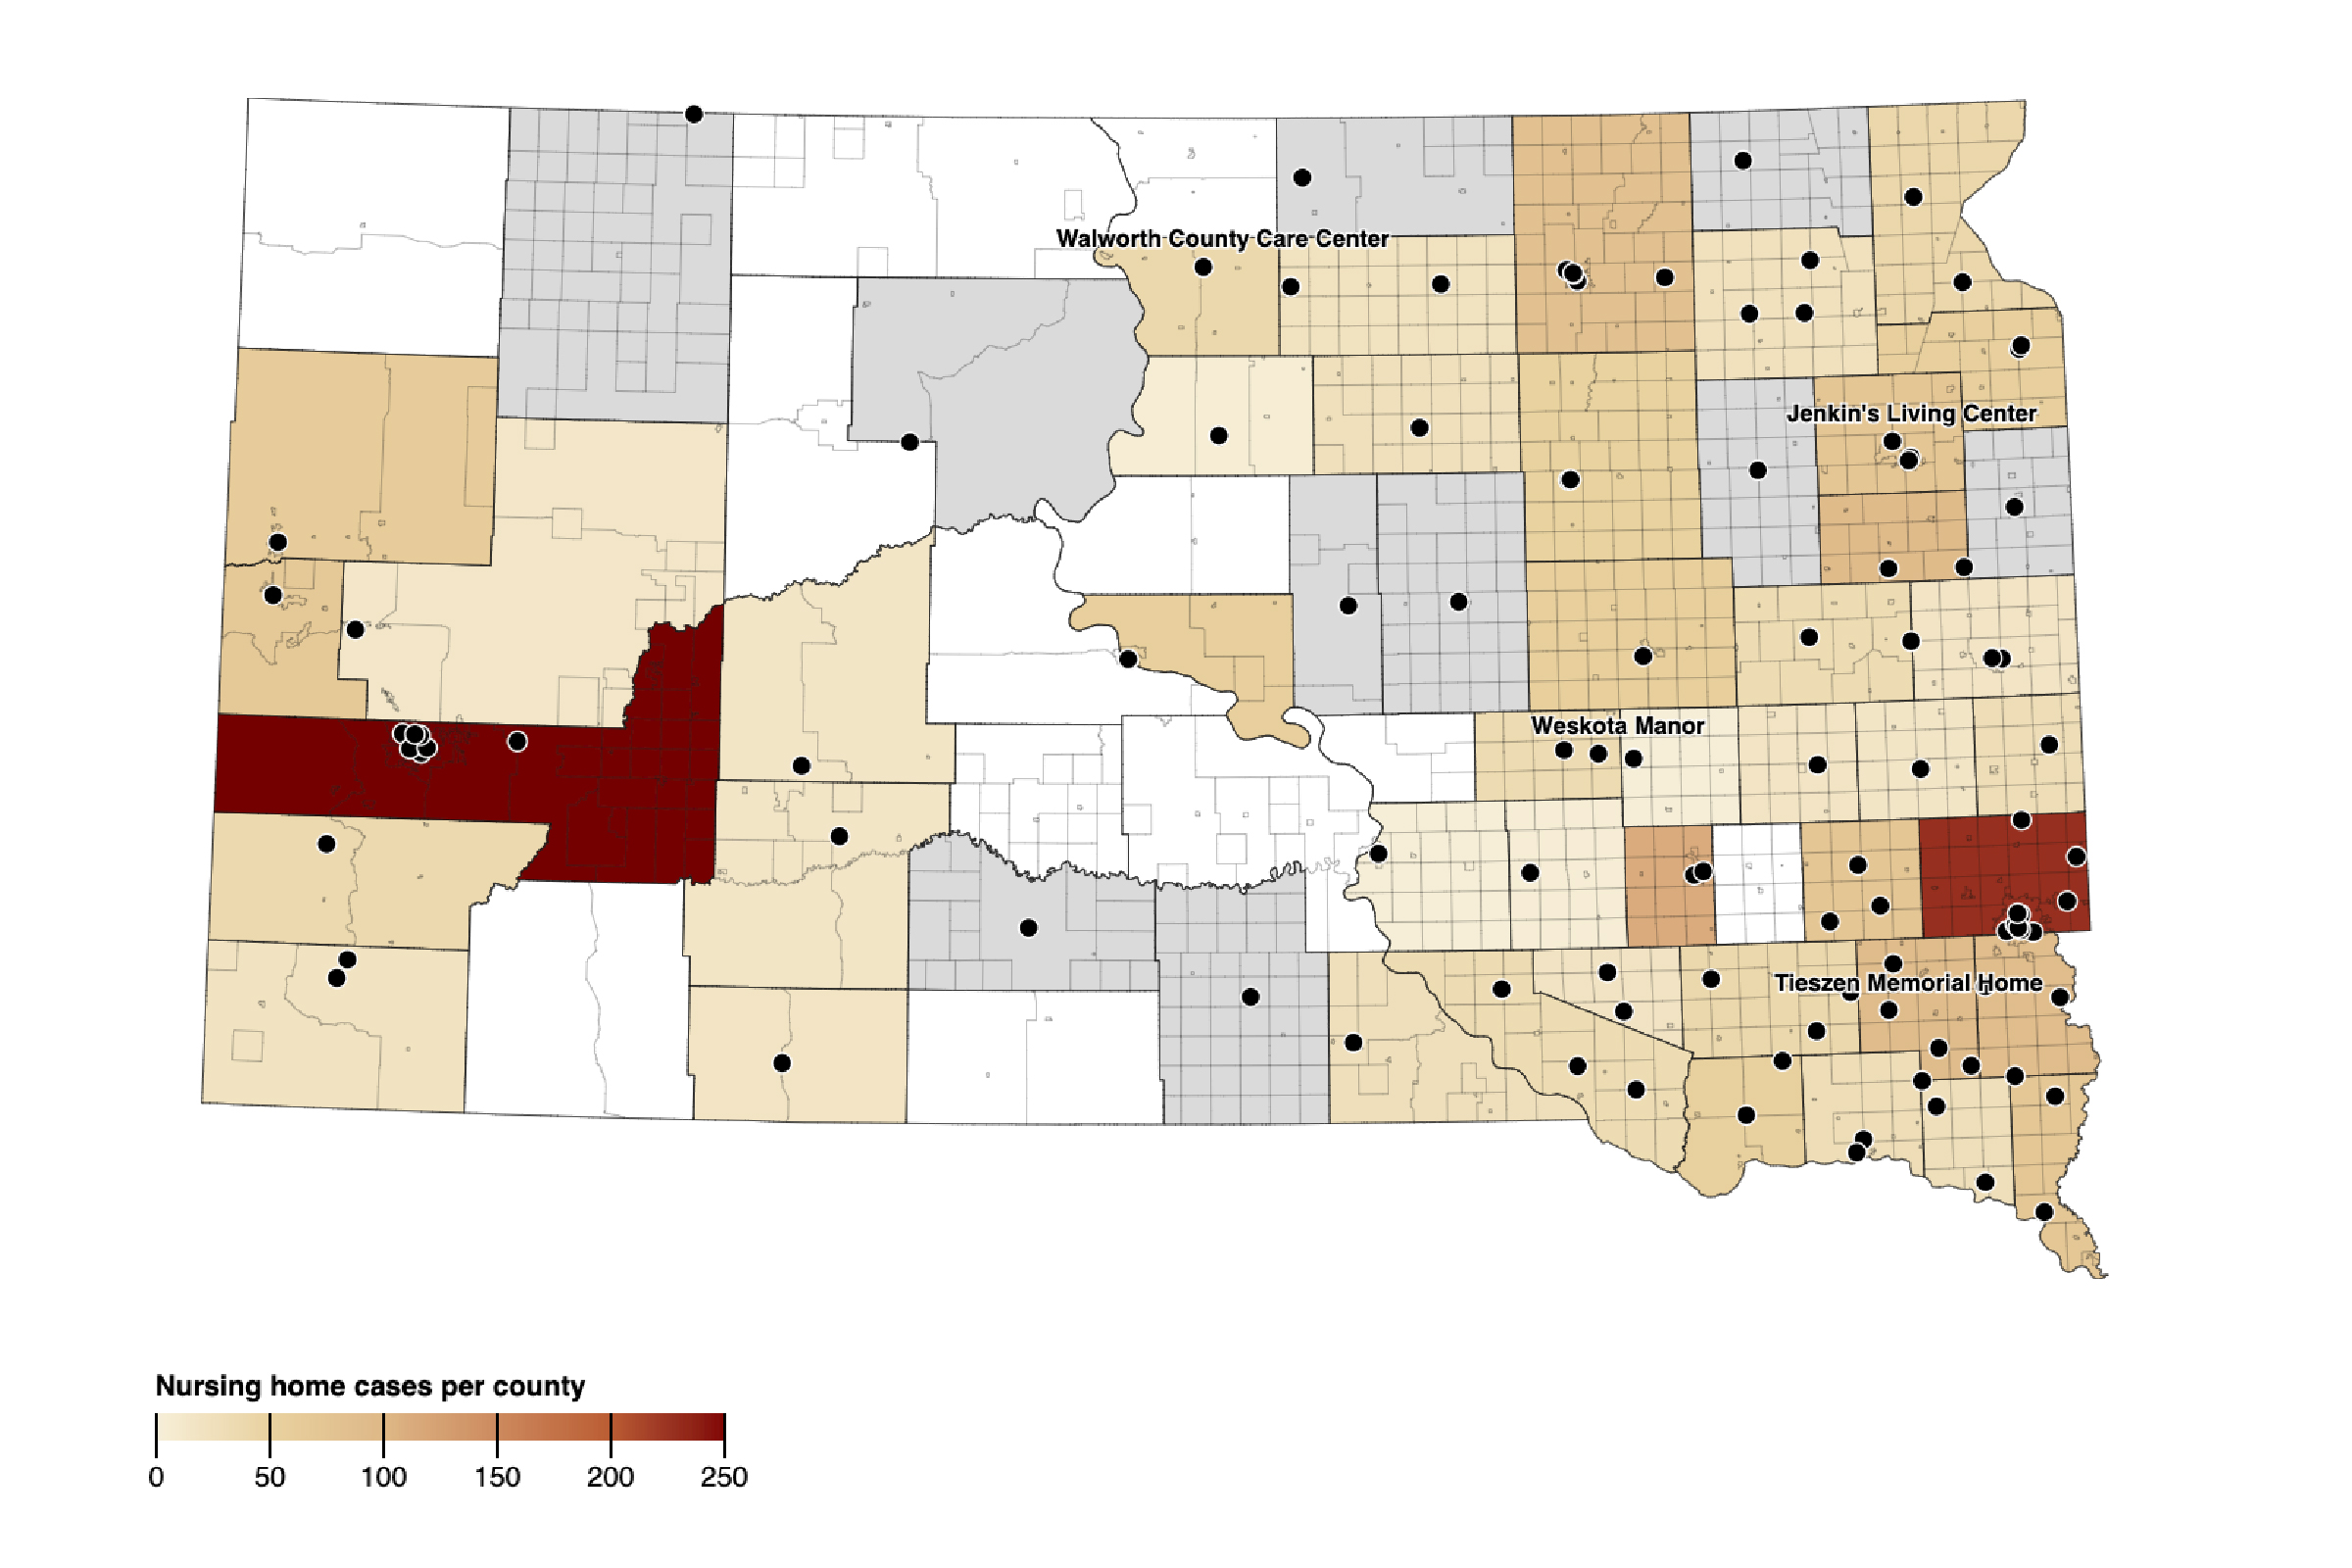 Walworth County Care Center
Jenkin's Living Center
Weskota Manor
Tieszen Memorial Home
Nursing home cases per county
0 50 100 150 200 250